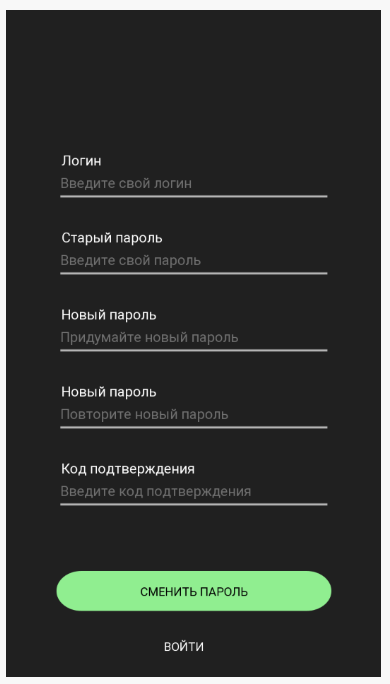 Логин
Введите свой логин
Старый пароль
Введите свой пароль
Новый пароль
Придумайте новый пароль
Новый пароль
Повторите новый пароль
Код подтверждения
Введите код подтверждения
СМЕНИТЬ ПАРОЛЬ
ВОЙТИ